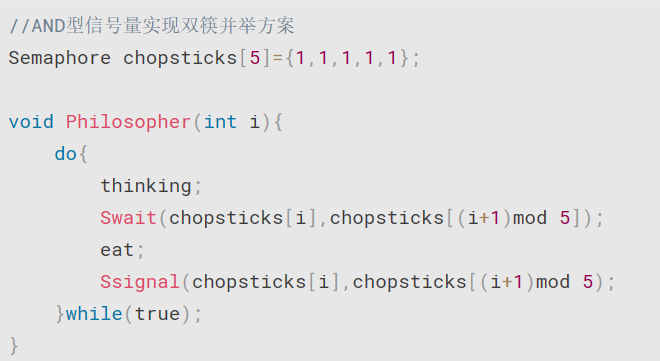 //AND型信号量实现双筷并举方案
Semaphore chopsticks[5]={1,1,1,1,1};
void Philosopher(int i){
do{
thinking;
Swait(chopsticks[i],chopsticks[(i+1)mod 5]);
eat;
Ssignal(chopsticks[i],chopsticks[(i+1)mod 5);
}while(true);
}